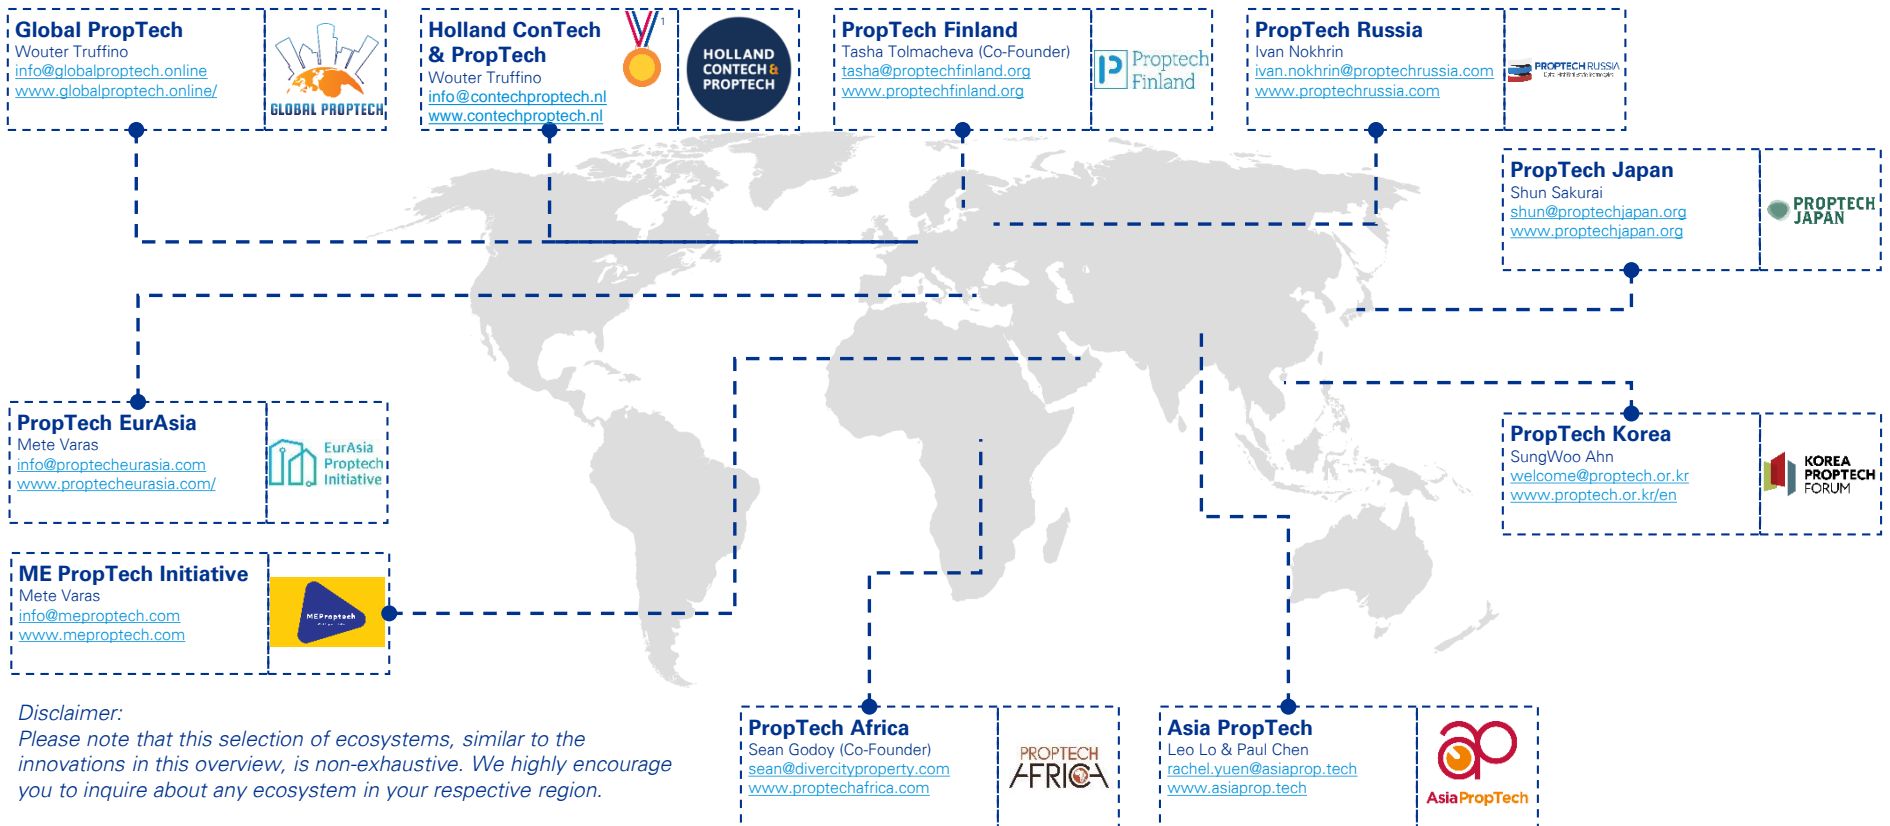 Global PropTech
Wouter Truffino
info@globalproptech.online
www.globalproptech.online/
GLOBAL PROPTECH
Holland ConTech
& PropTech
Wouter Truffino
info@contechproptech.nl
www.contechproptech.nl
1
HOLLAND
CONTECH &
PROPTECH
PropTech Finland
Tasha Tolmacheva (Co-Founder)
tasha@proptechfinland.org
www.proptechfinland.org
Proptech
Finland
PropTech Russia
Ivan Nokhrin
ivan.nokhrin@proptechrussia.com
www.proptechrussia.com
PROPTECH RUSSIA
PropTech Japan
Shun Sakurai
shun@proptechjapan.org
www.proptechjapan.org
PROPTECH
JAPAN
PropTech EurAsia
Mete Varas
info@proptecheurasia.com
www.proptecheurasia.com/
EurAsia
Proptech
Initiative
PropTech Korea
SungWoo Ahn
welcome@proptech.or.kr
www.proptech.or.kr/en
KOREA
PROPTECH
FORUM
ME PropTech Initiative
Mete Varas
info@meproptech.com
www.meproptech.com
MEProptech
Disclaimer:
Please note that this selection of ecosystems, similar to the
innovations in this overview, is non-exhaustive. We highly encourage
you to inquire about any ecosystem in your respective region.
PropTech Africa
Sean Godoy (Co-Founder)
sean@divercityproperty.com
www.proptechafrica.com
PROPTECH
AFRICA
Asia PropTech
Leo Lo & Paul Chen
rachel.yuen@asiaprop.tech
www.asiaprop.tech
ap
AsiaPropTech